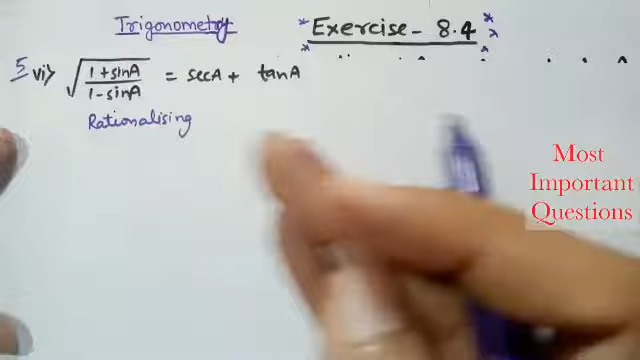 Trigonometry
*Exercise - 8.4*
5 vi) √(1+sinA / 1-sinA) = secA + tanA
Rationalising
Most
Important
Questions